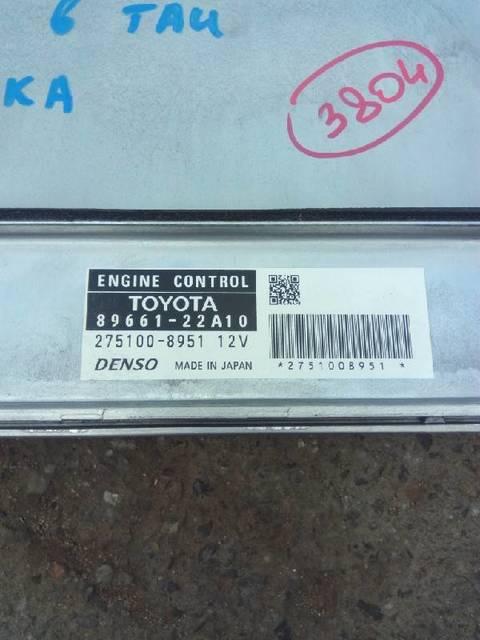 6 ТАЦ
КА
3804
ENGINE CONTROL
TOYOTA
89661-22A10
275100-8951 12V
DENSO MADE IN JAPAN
*2751008951*